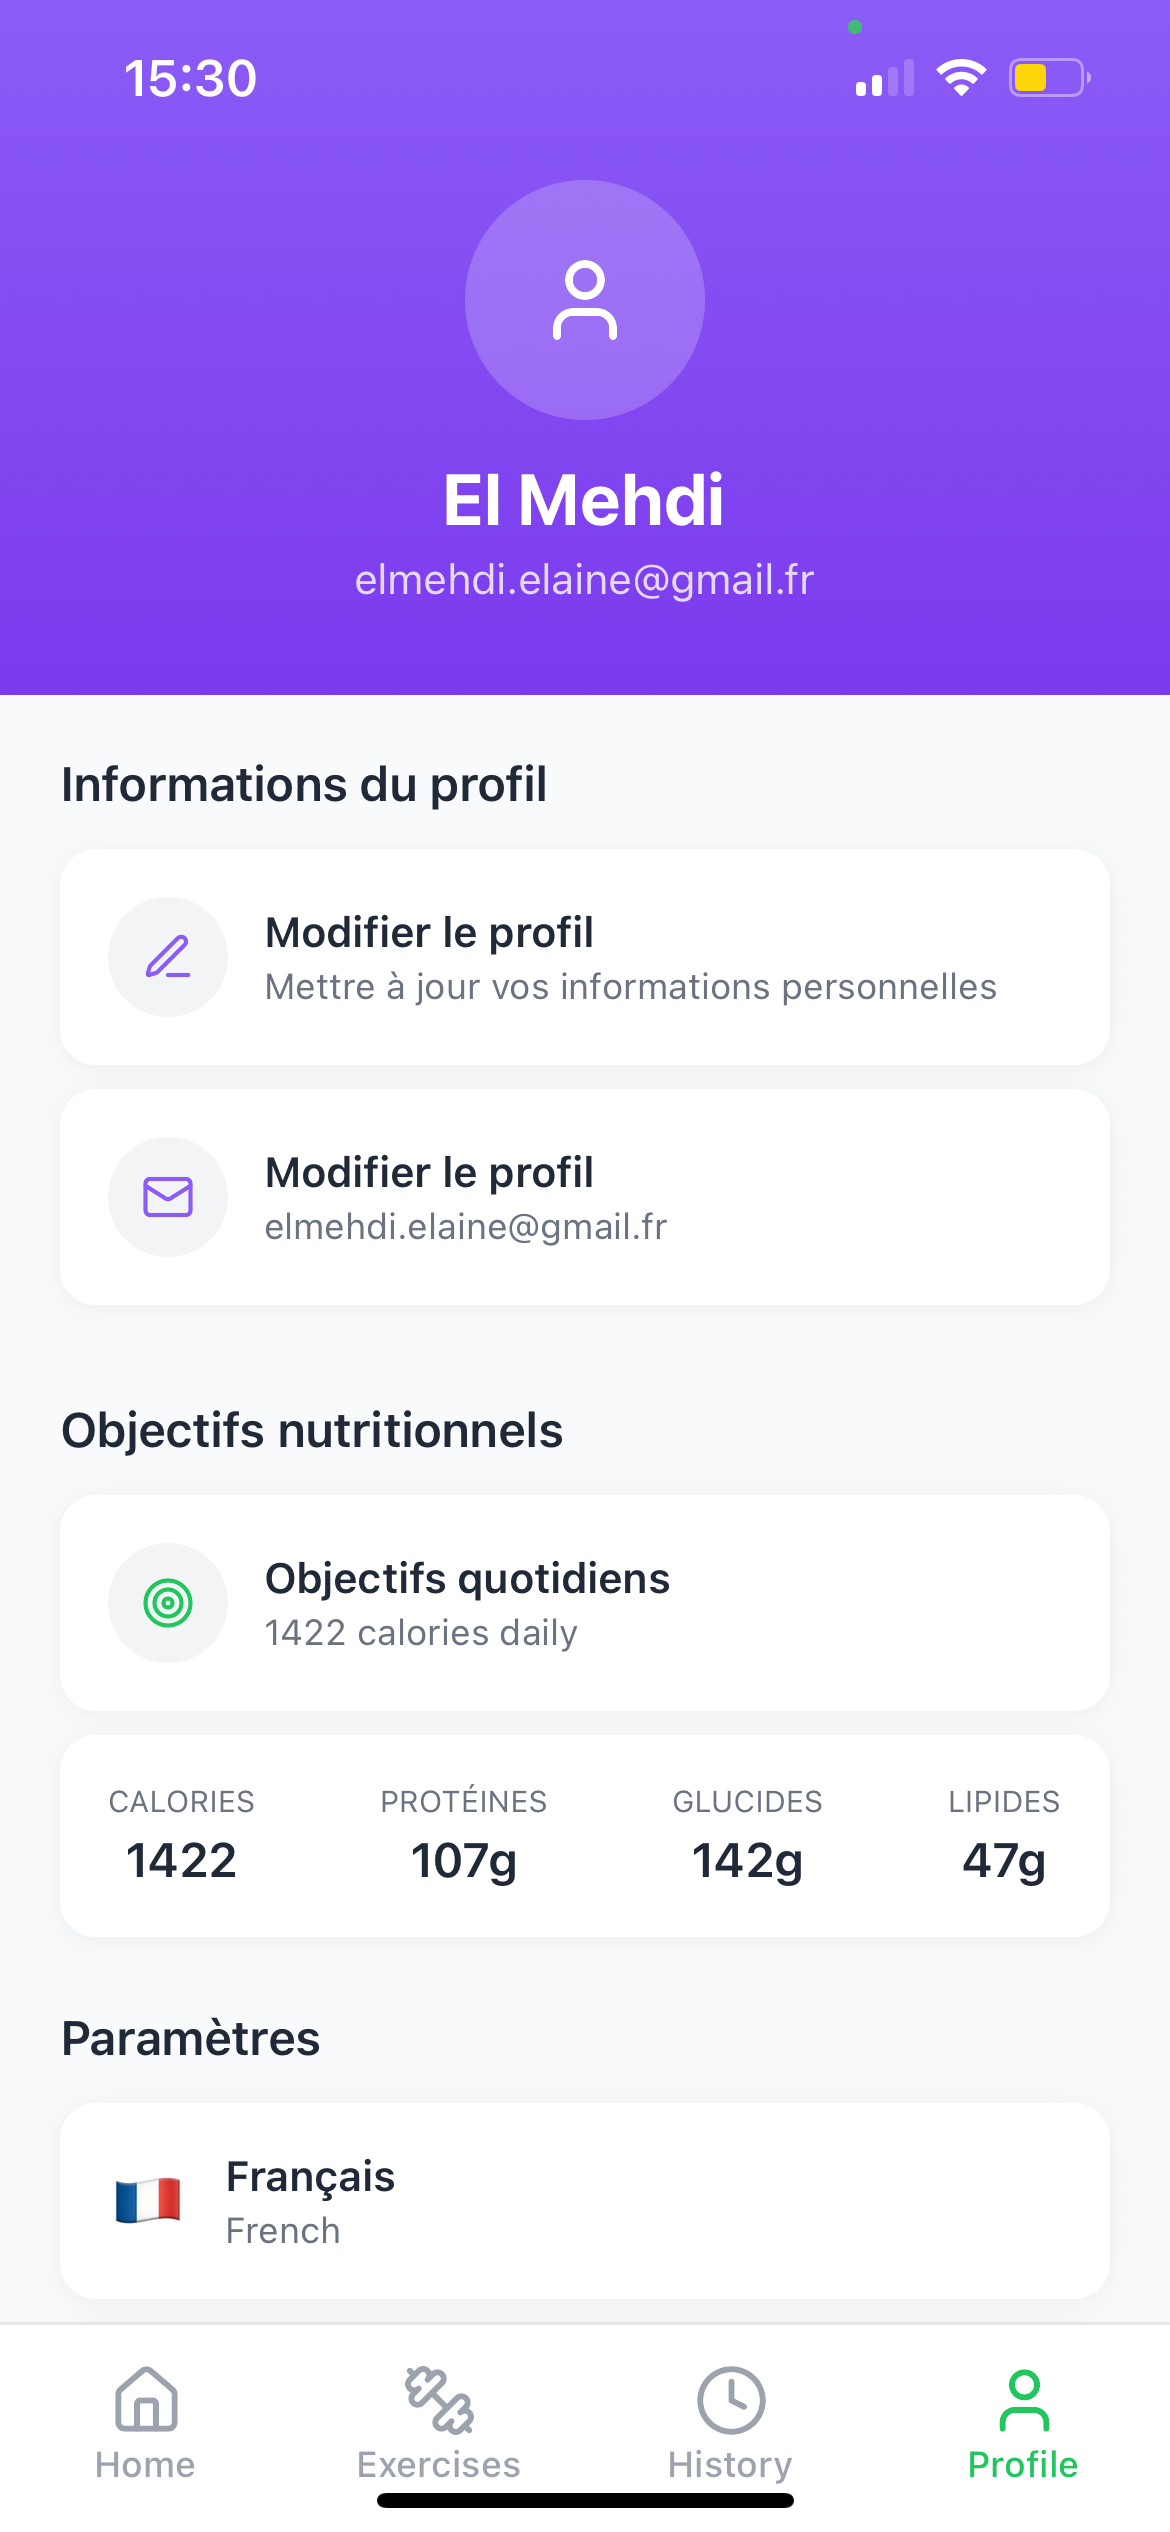 15:30
El Mehdi
elmehdi.elaine@gmail.fr
Informations du profil
Modifier le profil
Mettre à jour vos informations personnelles
Modifier le profil
elmehdi.elaine@gmail.fr
Objectifs nutritionnels
Objectifs quotidiens
1422 calories daily
CALORIES PROTÉINES GLUCIDES LIPIDES
1422 107g 142g 47g
Paramètres
Français
French
Home Exercises History Profile